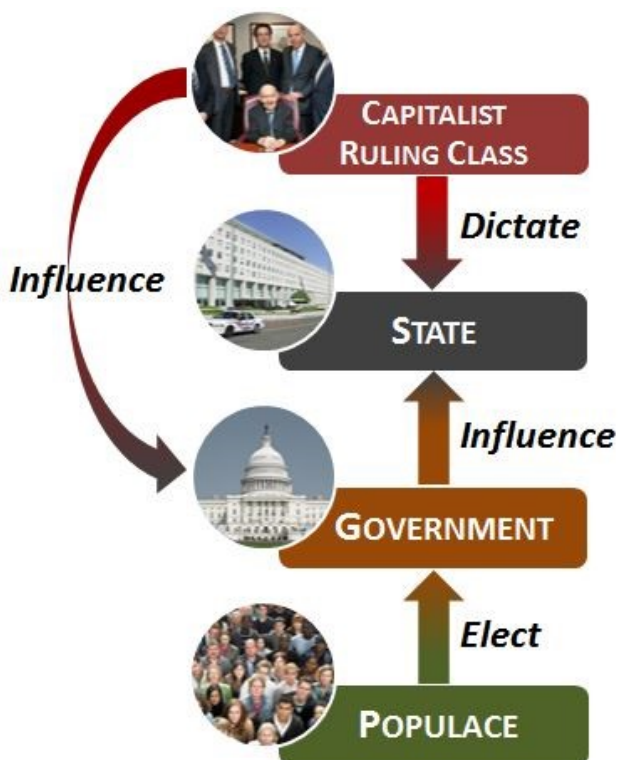 CAPITALIST
RULING CLASS
Dictate
Influence
STATE
Influence
GOVERNMENT
Elect
POPULACE